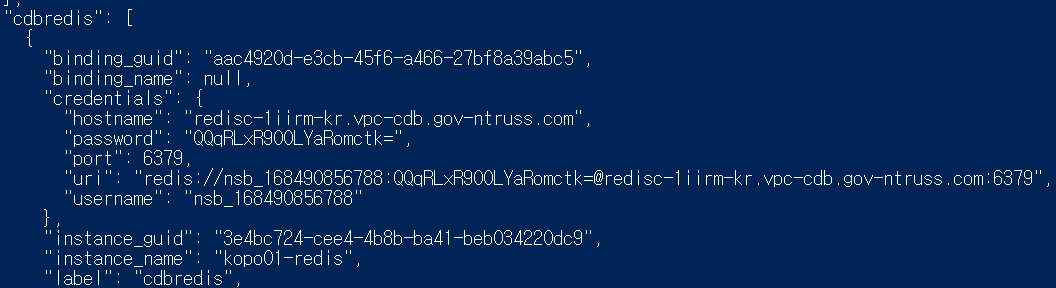 },
"cdbredis": [
{
"binding_guid": "aac4920d-e3cb-45f6-a466-27bf8a39abc5",
"binding_name": null,
"credentials": {
"hostname": "redisc-1iirm-kr.vpc-cdb.gov-ntruss.com",
"password": "QQqRLxR900LYaRomctk=",
"port": 6379,
"uri": "redis://nsb_168490856788:QQqRLxR900LYaRomctk=@redisc-1iirm-kr.vpc-cdb.gov-ntruss.com:6379",
"username": "nsb_168490856788"
},
"instance_guid": "3e4bc724-cee4-4b8b-ba41-beb034220dc9",
"instance_name": "kopo01-redis",
"label": "cdbredis",